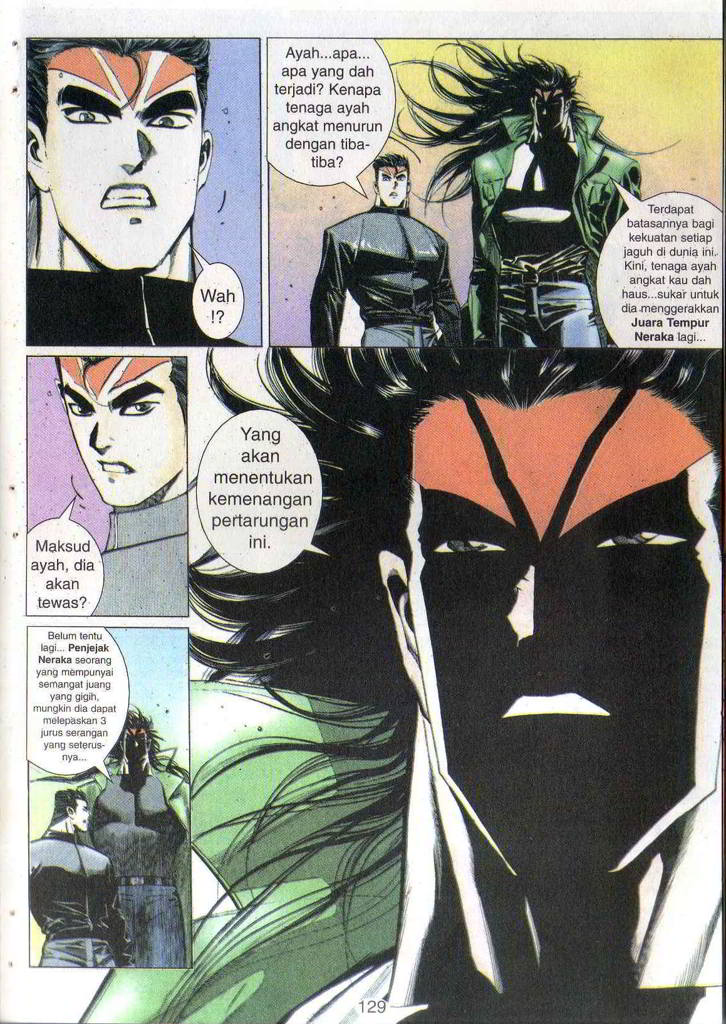 Wah
!?
Ayah...apa...
apa yang dah
terjadi? Kenapa
tenaga ayah
angkat menurun
dengan tiba-
tiba?
Terdapat
batasannya bagi
kekuatan setiap
jaguh di dunia ini.
Kini, tenaga ayah
angkat kau dah
haus...sukar untuk
dia menggerakkan
Juara Tempur
Neraka lagi...
Maksud
ayah, dia
akan
tewas?
Belum tentu
lagi... Penjejak
Neraka seorang
yang mempunyai
semangat juang
yang gigih,
mungkin dia dapat
melepaskan 3
jurus serangan
yang seterus-
nya...
Yang
akan
menentukan
kemenangan
pertarungan
ini.
129